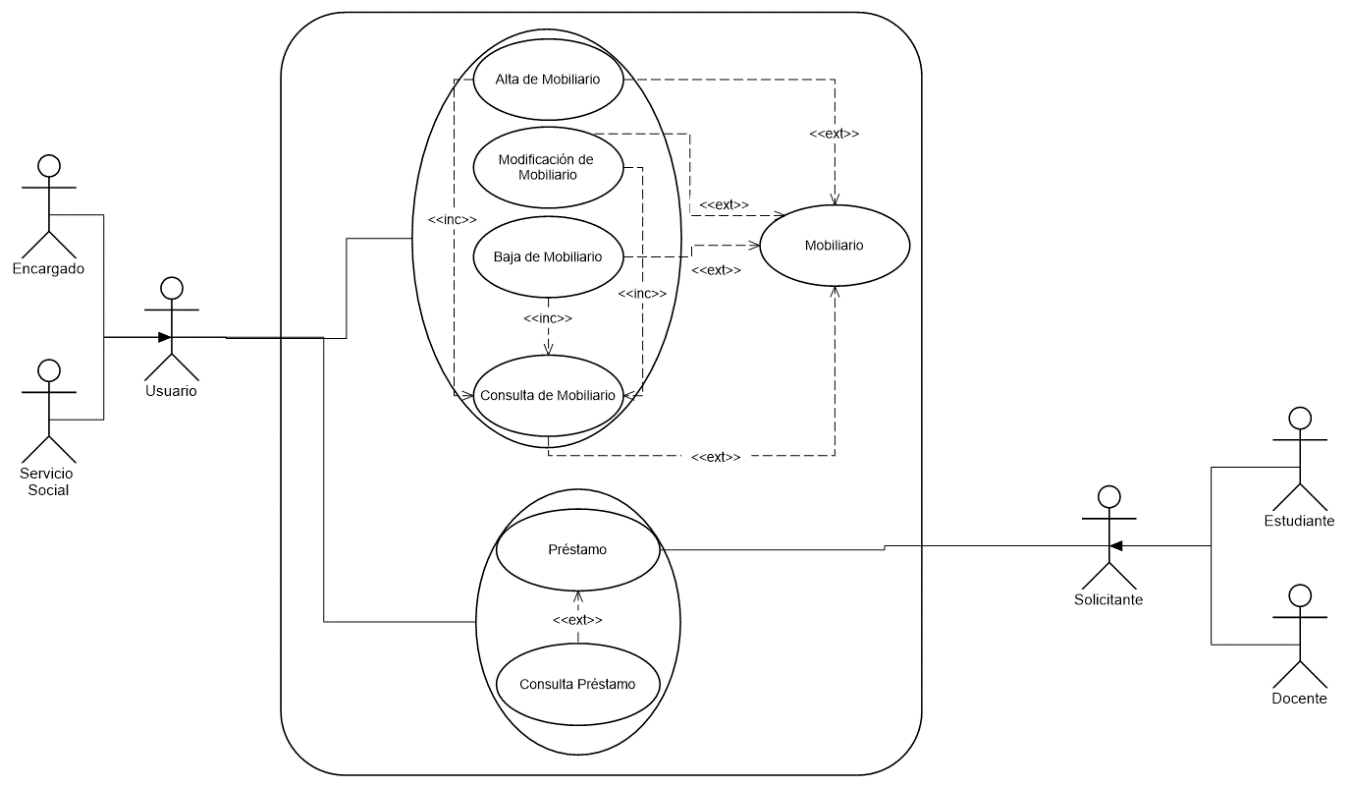 Alta de Mobiliario
<<ext>>
Modificación de
Mobiliario
<<ext>>
<<inc>>
Mobiliario
Baja de Mobiliario
<<ext>>
Encargado
<<inc>>
<<inc>>
Usuario
Consulta de Mobiliario
<<ext>>
Servicio
Social
Estudiante
Préstamo
Solicitante
<<ext>>
Consulta Préstamo
Docente